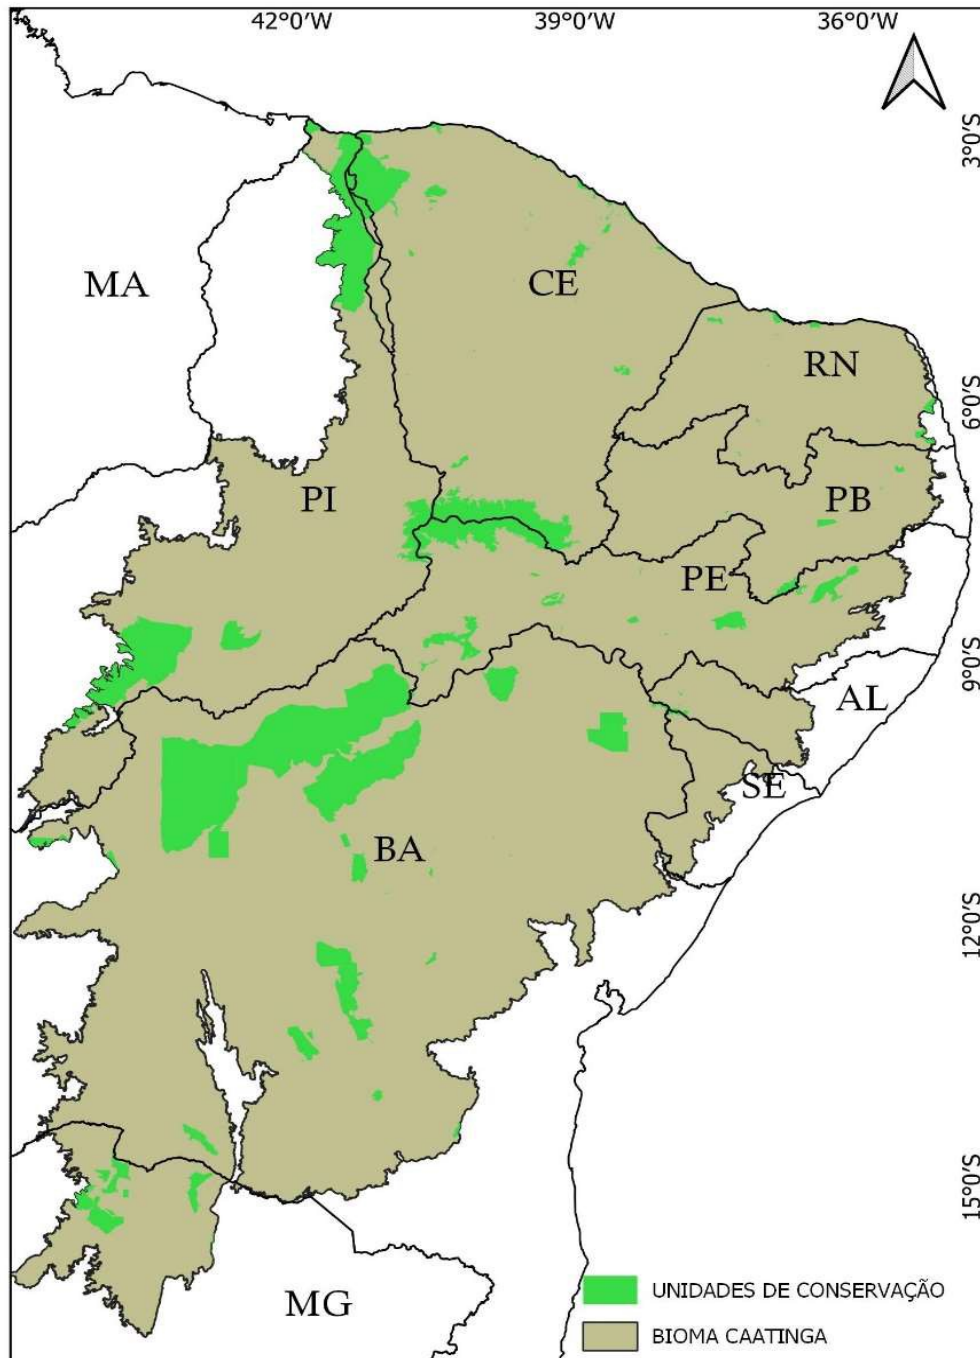 42°0'W 39°0'W 36°0'W
3°0'S
MA
CE
RN
6°0'S
PI
PB
PE
9°0'S
AL
SE
BA
12°0'S
15°0'S
MG
UNIDADES DE CONSERVAÇÃO
BIOMA CAATINGA